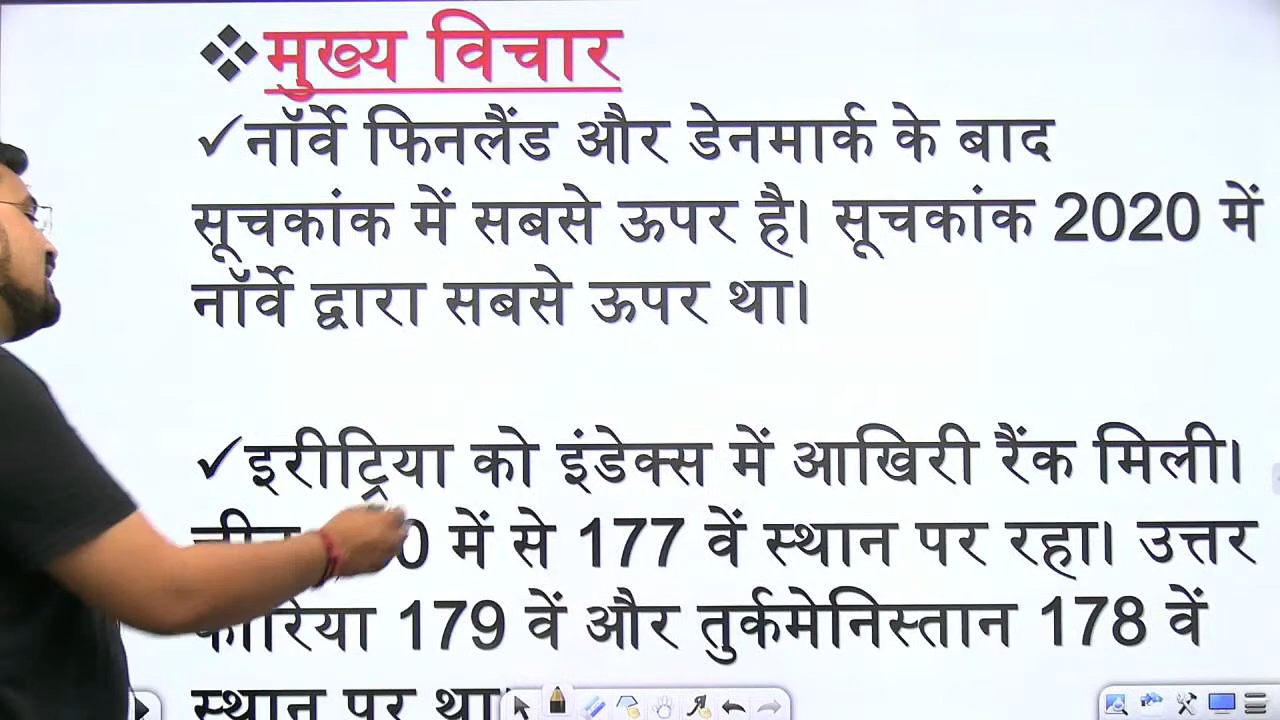 मुख्य विचार
नॉर्वे फिनलैंड और डेनमार्क के बाद
सूचकांक में सबसे ऊपर है। सूचकांक 2020 में
नॉर्वे द्वारा सबसे ऊपर था।
इरीट्रिया को इंडेक्स में आखिरी रैंक मिली।
में से 177 वें स्थान पर रहा। उत्तर
179 वें और तुर्कमेनिस्तान 178 वें
स्थान पर था